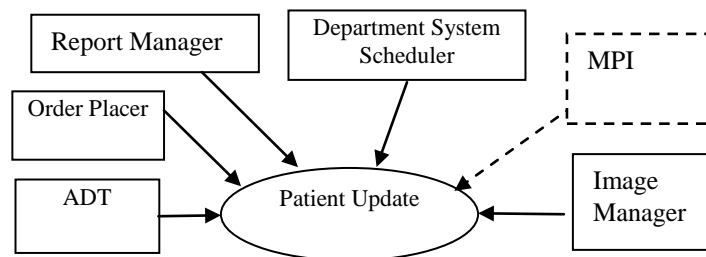 Report Manager
Department System
Scheduler
MPI
Order Placer
ADT
Patient Update
Image
Manager